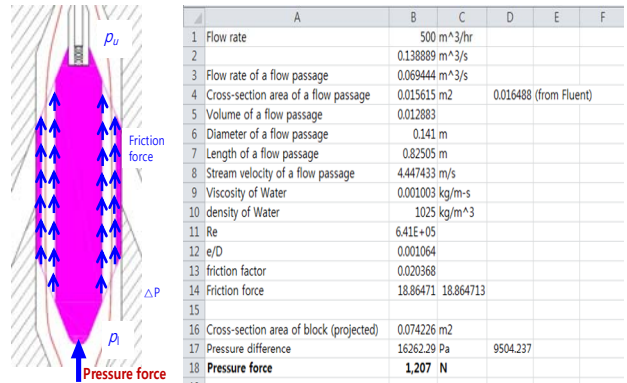 p_u
Friction
force
△P
p_l
Pressure force
A B C D E F
1 Flow rate 500 m^3/hr
2 0.138889 m^3/s
3 Flow rate of a flow passage 0.069444 m^3/s
4 Cross-section area of a flow passage 0.015615 m2 0.016488 (from Fluent)
5 Volume of a flow passage 0.012883
6 Diameter of a flow passage 0.141 m
7 Length of a flow passage 0.82505 m
8 Stream velocity of a flow passage 4.447433 m/s
9 Viscosity of Water 0.001003 kg/m-s
10 density of Water 1025 kg/m^3
11 Re 6.41E+05
12 e/D 0.001064
13 friction factor 0.020368
14 Friction force 18.86471 18.864713
15
16 Cross-section area of block (projected) 0.074226 m2
17 Pressure difference 16262.29 Pa 9504.237
18 Pressure force 1,207 N